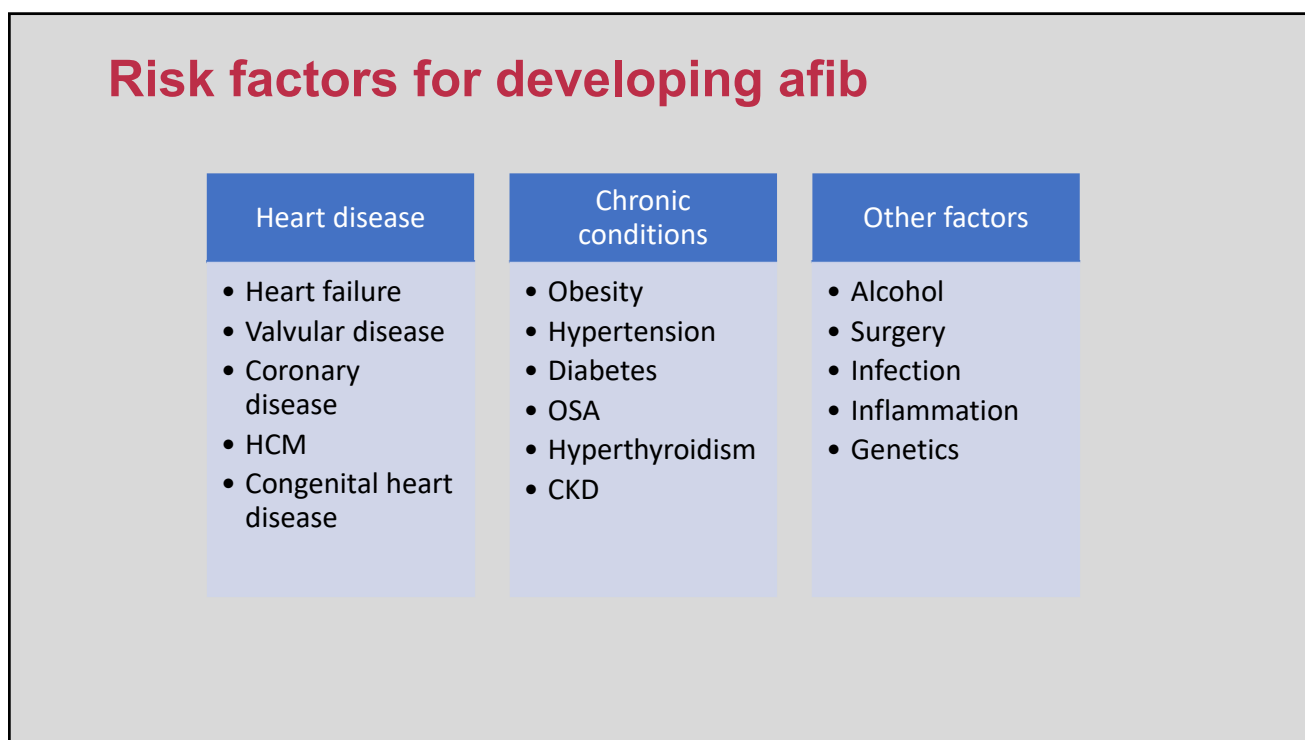 Risk factors for developing afib
Heart disease
• Heart failure
• Valvular disease
• Coronary
disease
• HCM
• Congenital heart
disease
Chronic
conditions
• Obesity
• Hypertension
• Diabetes
• OSA
• Hyperthyroidism
• CKD
Other factors
• Alcohol
• Surgery
• Infection
• Inflammation
• Genetics